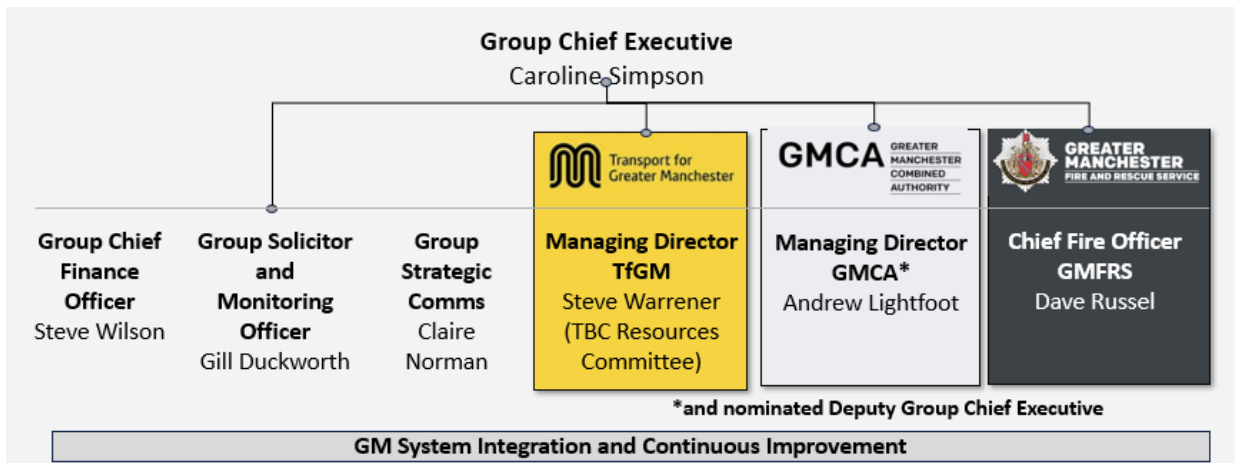 Group Chief Executive
Caroline Simpson
Transport for
Greater Manchester
GMCA
GREATER
MANCHESTER
COMBINED
AUTHORITY
GREATER
MANCHESTER
FIRE AND RESCUE SERVICE
Group Chief
Finance
Officer
Steve Wilson
Group Solicitor
and
Monitoring
Officer
Gill Duckworth
Group
Strategic
Comms
Claire
Norman
Managing Director
TfGM
Steve Warrener
(TBC Resources
Committee)
Managing Director
GMCA*
Andrew Lightfoot
Chief Fire Officer
GMFRS
Dave Russel
*and nominated Deputy Group Chief Executive
GM System Integration and Continuous Improvement